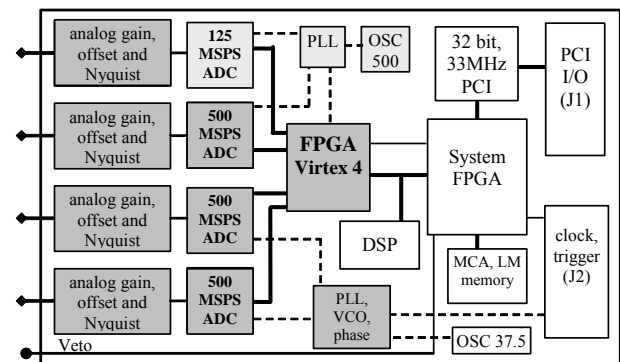 analog gain,
offset and
Nyquist
125
MSPS
ADC
PLL
OSC
500
32 bit,
33MHz
PCI
PCI
I/O
(J1)
analog gain,
offset and
Nyquist
500
MSPS
ADC
FPGA
Virtex 4
System
FPGA
analog gain,
offset and
Nyquist
500
MSPS
ADC
DSP
MCA, LM
memory
clock,
trigger
(J2)
analog gain,
offset and
Nyquist
500
MSPS
ADC
PLL,
VCO,
phase
OSC 37.5
Veto